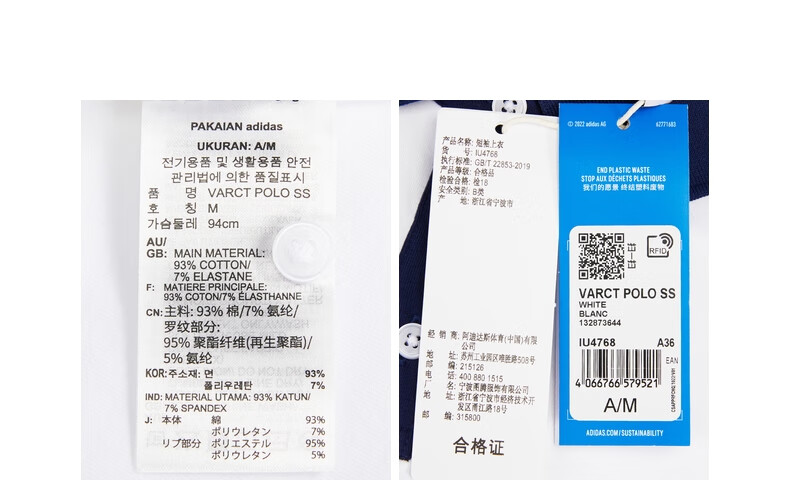 PAKAIAN adidas
UKURAN: A/M
전기용품 및 생활용품 안전
관리법에 의한 품질표시
품 명 VARCT POLO SS
호 칭 M
가슴둘레 94cm
AU/
GB: MAIN MATERIAL:
93% COTTON/
7% ELASTANE
F: MATIERE PRINCIPALE:
93% COTON/7% ÉLASTHANNE
CN: 主料: 93% 棉/7% 氨纶/
罗纹部分:
95% 聚酯纤维(再生聚酯)/
5% 氨纶
KOR: 주소재: 면 93%
폴리우레탄 7%
IND: MATERIAL UTAMA: 93% KATUN/
7% SPANDEX
J: 本体 綿 93%
ポリウレタン 7%
リブ部分 ポリエステル 95%
ポリウレタン 5%
产品名称: 短袖上衣
货 号: IU4768
执行标准: GB/T 22853-2019
产品等级: 合格品
检验合格: 检18
安全类别: B类
产 地: 浙江省宁波市
经 销 商: 阿迪达斯体育(中国)有限
公司
地 址: 苏州工业园区唯胜路508号
邮 编: 215126
电 话: 400 880 1515
厂 名: 宁波甬腾服饰有限公司
地 址: 浙江省宁波市经济技术开
发区甬江路18号
邮 编: 315800
合格证
© 2022 adidas AG 62771683
END PLASTIC WASTE
STOP AUX DÉCHETS PLASTIQUES
我们的愿景 终结塑料废物
RFID
VARCT POLO SS
WHITE
BLANC
132873644
IU4768 A36
EAN
4 066766 579521
A/M
ADIDAS.COM/SUSTAINABILITY